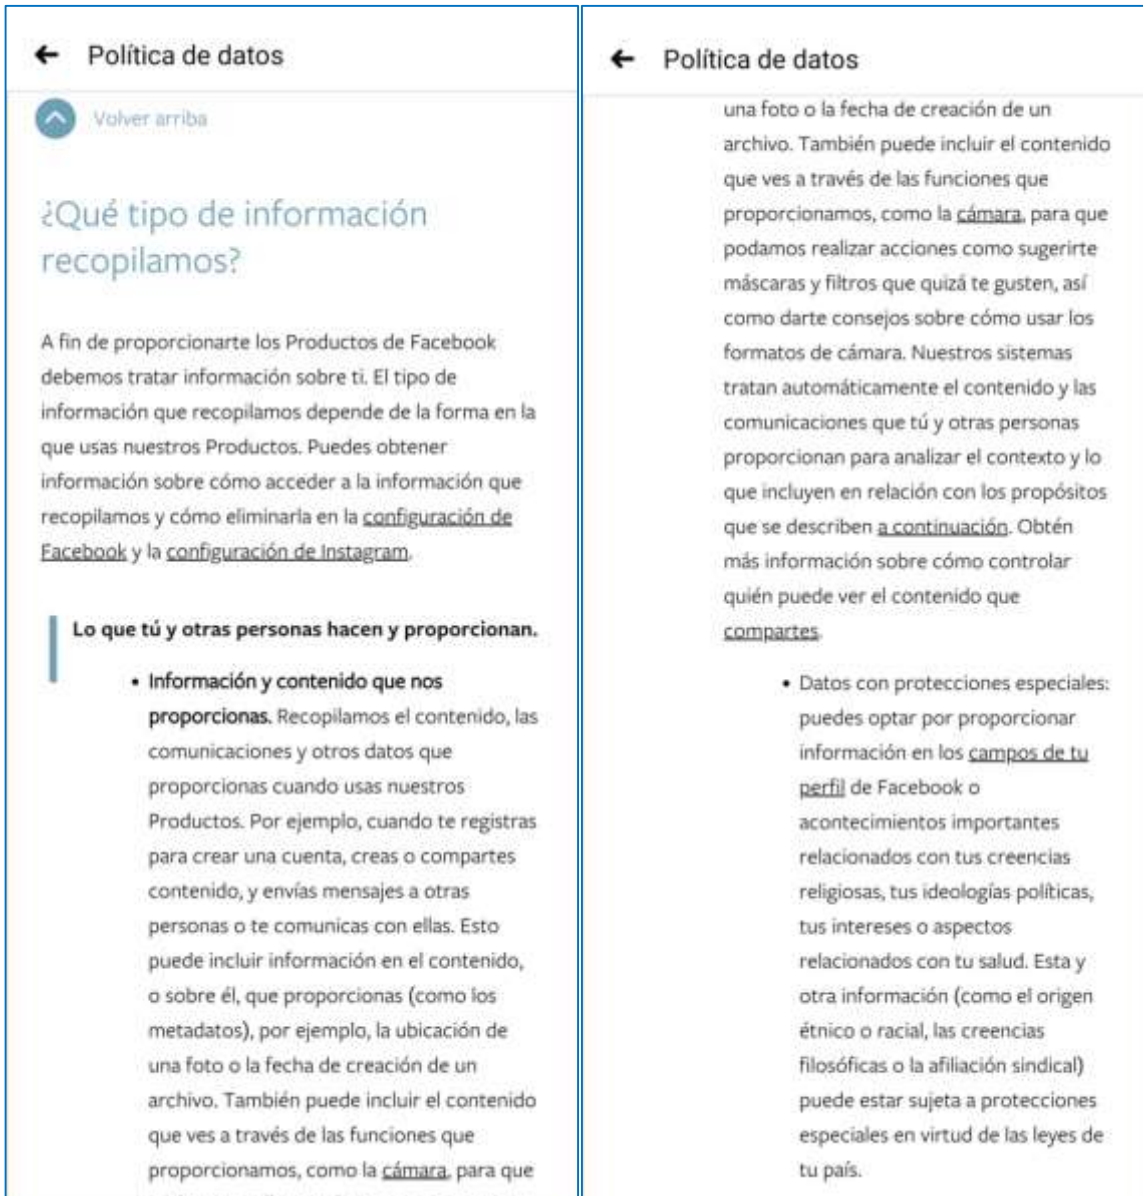 Política de datos
Volver arriba
¿Qué tipo de información
recopilamos?
A fin de proporcionarte los Productos de Facebook
debemos tratar información sobre ti. El tipo de
información que recopilamos depende de la forma en la
que usas nuestros Productos. Puedes obtener
información sobre cómo acceder a la información que
recopilamos y cómo eliminarla en la configuración de
Facebook y la configuración de Instagram.
Lo que tú y otras personas hacen y proporcionan.
• Información y contenido que nos
proporcionas. Recopilamos el contenido, las
comunicaciones y otros datos que
proporcionas cuando usas nuestros
Productos. Por ejemplo, cuando te registras
para crear una cuenta, creas o compartes
contenido, y envías mensajes a otras
personas o te comunicas con ellas. Esto
puede incluir información en el contenido,
o sobre él, que proporcionas (como los
metadatos), por ejemplo, la ubicación de
una foto o la fecha de creación de un
archivo. También puede incluir el contenido
que ves a través de las funciones que
proporcionamos, como la cámara, para que
Política de datos
una foto o la fecha de creación de un
archivo. También puede incluir el contenido
que ves a través de las funciones que
proporcionamos, como la cámara, para que
podamos realizar acciones como sugerirte
máscaras y filtros que quizá te gusten, así
como darte consejos sobre cómo usar los
formatos de cámara. Nuestros sistemas
tratan automáticamente el contenido y las
comunicaciones que tú y otras personas
proporcionan para analizar el contexto y lo
que incluyen en relación con los propósitos
que se describen a continuación. Obtén
más información sobre cómo controlar
quién puede ver el contenido que
compartes.
• Datos con protecciones especiales:
puedes optar por proporcionar
información en los campos de tu
perfil de Facebook o
acontecimientos importantes
relacionados con tus creencias
religiosas, tus ideologías políticas,
tus intereses o aspectos
relacionados con tu salud. Esta y
otra información (como el origen
étnico o racial, las creencias
filosóficas o la afiliación sindical)
puede estar sujeta a protecciones
especiales en virtud de las leyes de
tu país.